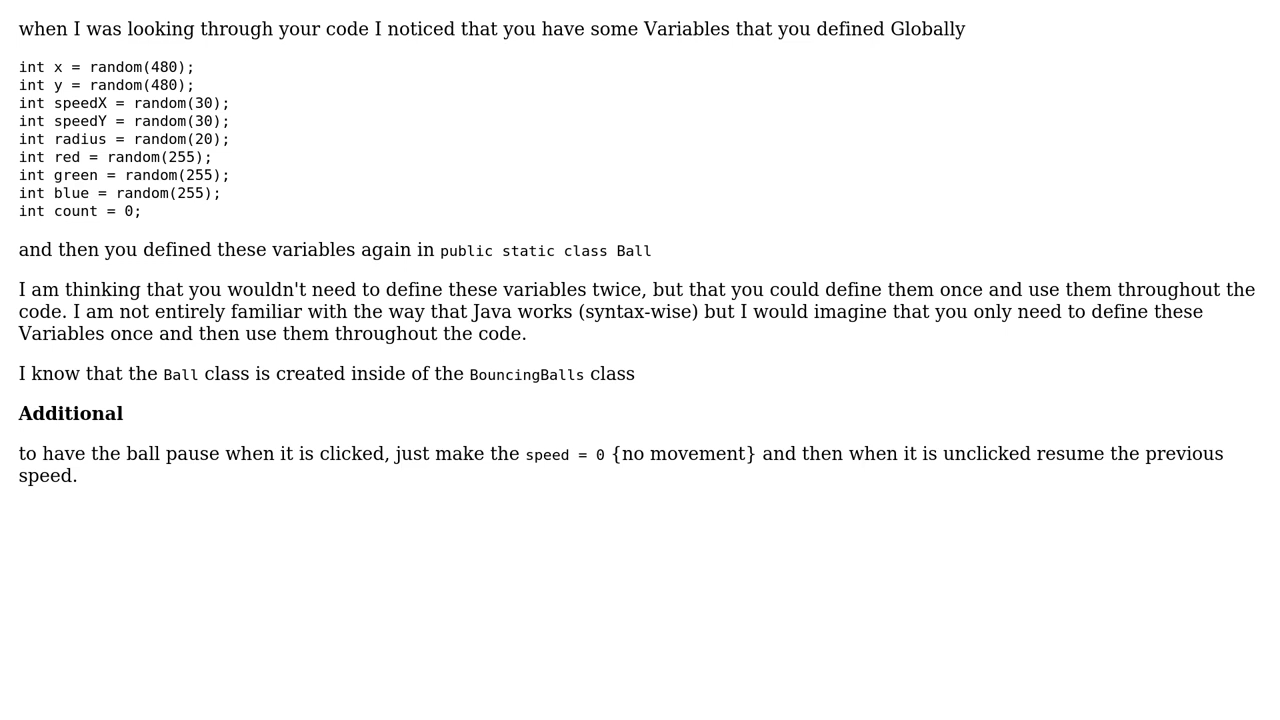 when I was looking through your code I noticed that you have some Variables that you defined Globally
int x = random(480);
int y = random(480);
int speedX = random(30);
int speedY = random(30);
int radius = random(20);
int red = random(255);
int green = random(255);
int blue = random(255);
int count = 0;
and then you defined these variables again in public static class Ball
I am thinking that you wouldn't need to define these variables twice, but that you could define them once and use them throughout the
code. I am not entirely familiar with the way that Java works (syntax-wise) but I would imagine that you only need to define these
Variables once and then use them throughout the code.
I know that the Ball class is created inside of the BouncingBalls class
Additional
to have the ball pause when it is clicked, just make the speed = 0 {no movement} and then when it is unclicked resume the previous
speed.